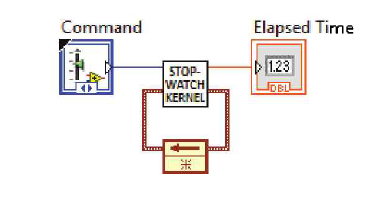 Command
Elapsed Time
STOP-
WATCH
KERNEL
1.23
DBL